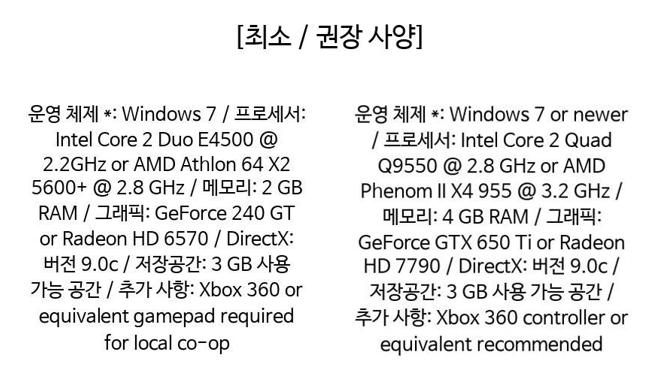 [최소 / 권장 사양]
운영 체제 *: Windows 7 / 프로세서:
Intel Core 2 Duo E4500 @
2.2GHz or AMD Athlon 64 X2
5600+ @ 2.8 GHz / 메모리: 2 GB
RAM / 그래픽: GeForce 240 GT
or Radeon HD 6570 / DirectX:
버전 9.0c / 저장공간: 3 GB 사용
가능 공간 / 추가 사항: Xbox 360 or
equivalent gamepad required
for local co-op
운영 체제 *: Windows 7 or newer
/ 프로세서: Intel Core 2 Quad
Q9550 @ 2.8 GHz or AMD
Phenom II X4 955 @ 3.2 GHz /
메모리: 4 GB RAM / 그래픽:
GeForce GTX 650 Ti or Radeon
HD 7790 / DirectX: 버전 9.0c /
저장공간: 3 GB 사용 가능 공간 /
추가 사항: Xbox 360 controller or
equivalent recommended